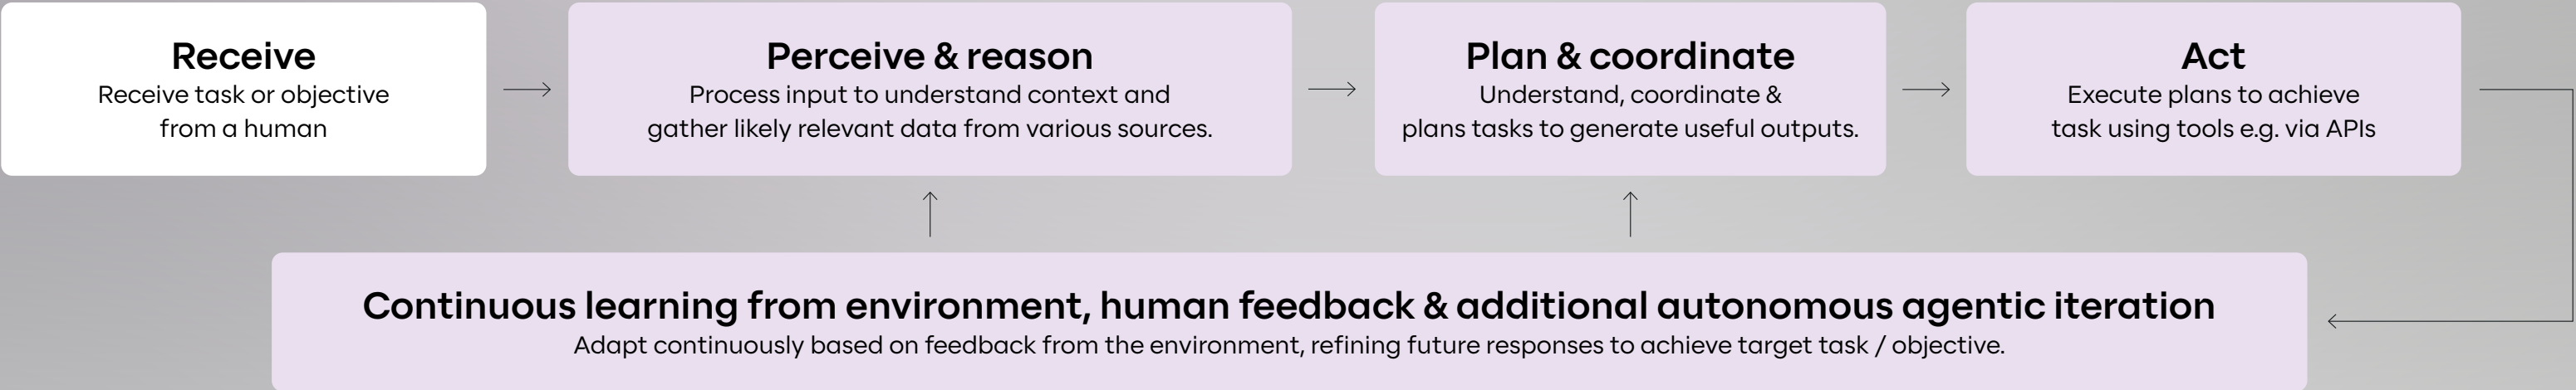 Receive
Receive task or objective
from a human
Perceive & reason
Process input to understand context and
gather likely relevant data from various sources.
Plan & coordinate
Understand, coordinate &
plans tasks to generate useful outputs.
Act
Execute plans to achieve
task using tools e.g. via APIs
Continuous learning from environment, human feedback & additional autonomous agentic iteration
Adapt continuously based on feedback from the environment, refining future responses to achieve target task / objective.